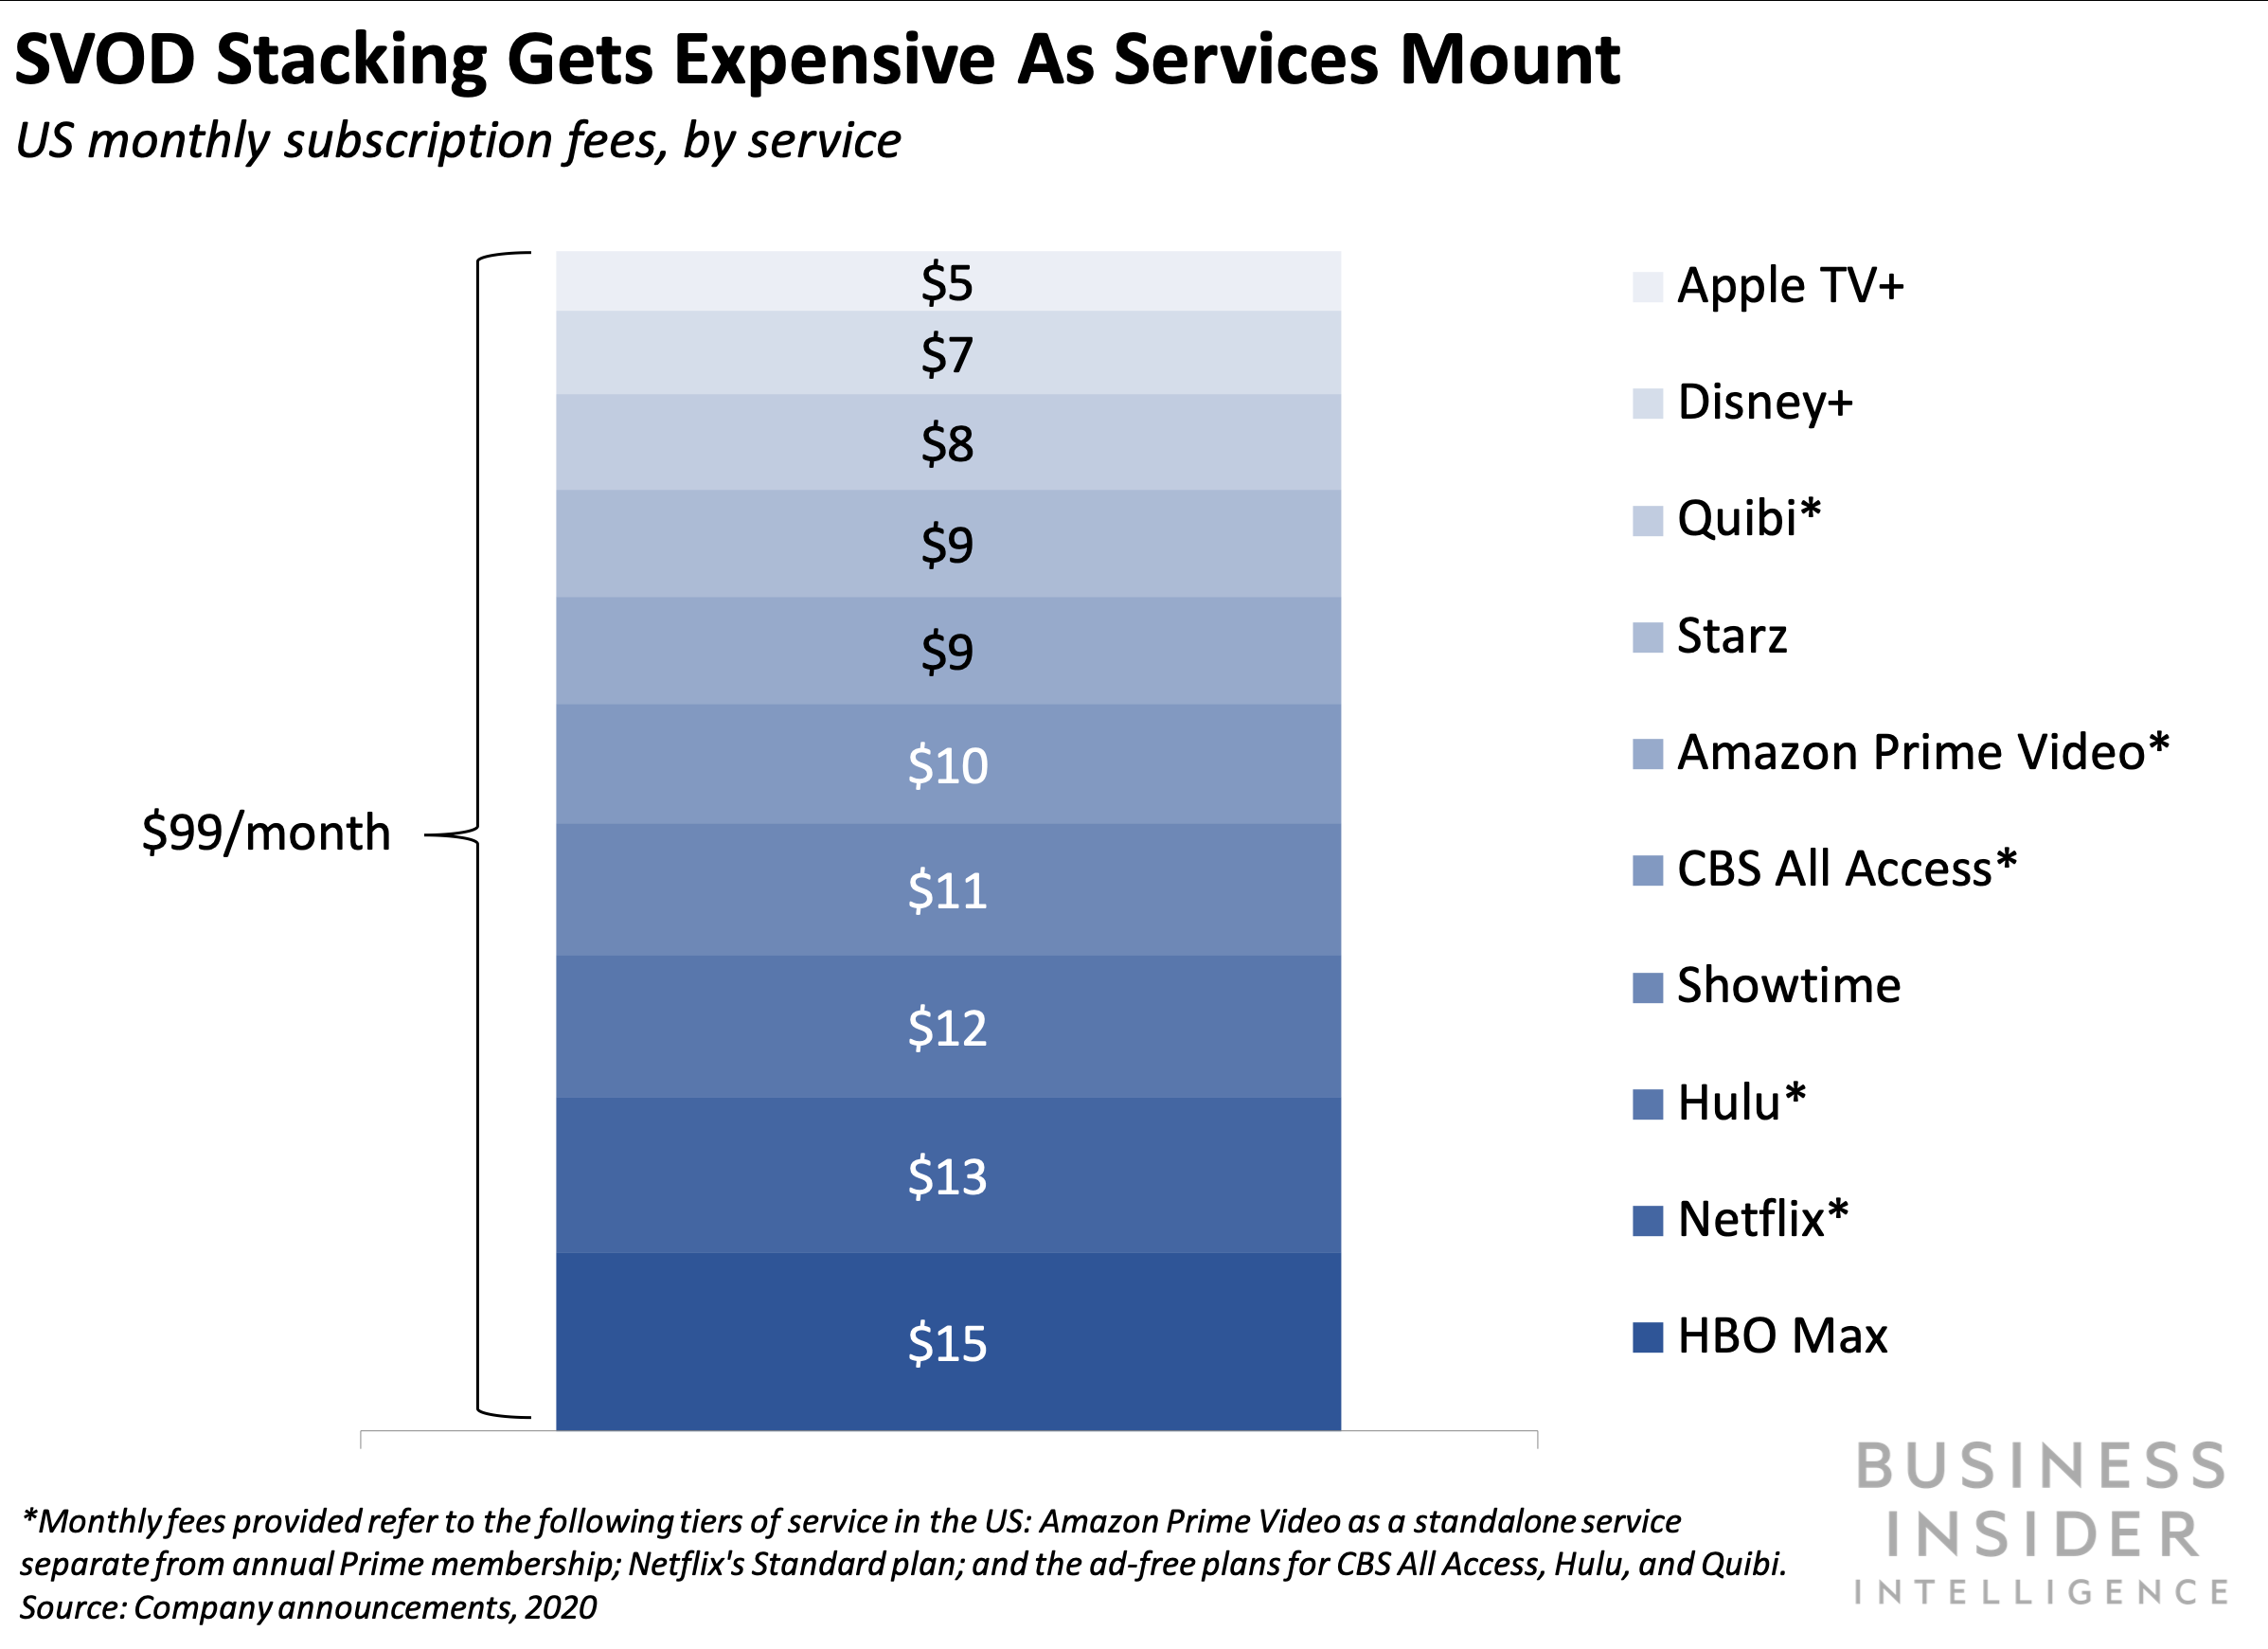 SVOD Stacking Gets Expensive As Services Mount
US monthly subscription fees, by service
$99/month
$5
$7
$8
$9
$9
$10
$11
$12
$13
$15
Apple TV+
Disney+
Quibi*
Starz
Amazon Prime Video*
CBS All Access*
Showtime
Hulu*
Netflix*
HBO Max
*Monthly fees provided refer to the following tiers of service in the US: Amazon Prime Video as a standalone service
separate from annual Prime membership; Netflix's Standard plan; and the ad-free plans for CBS All Access, Hulu, and Quibi.
Source: Company announcements, 2020
BUSINESS
INSIDER
INTELLIGENCE